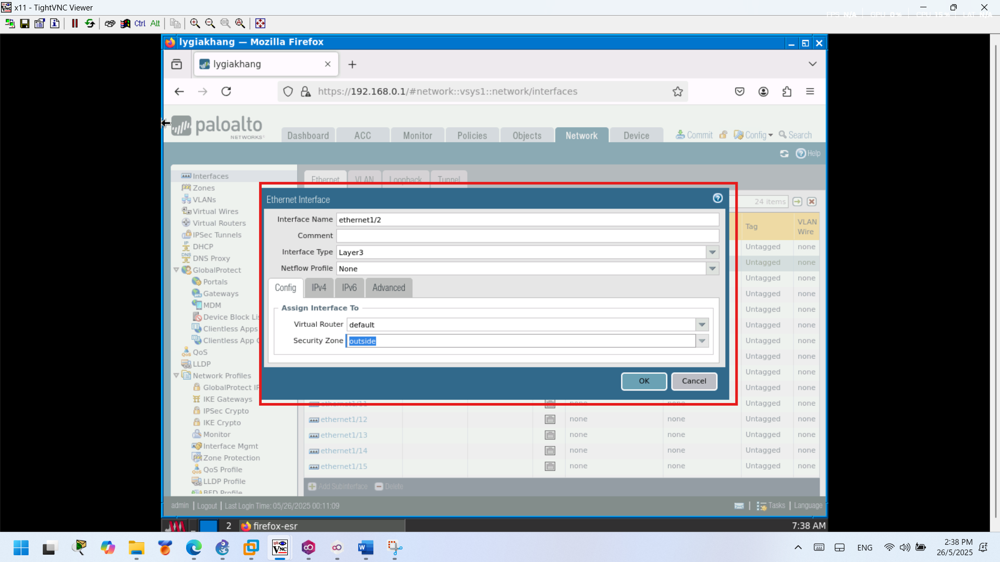 x11 - TightVNC Viewer
FPS N/A GPU 0% CPU 15% LAT N/A
Ctrl Alt
lygiakhang — Mozilla Firefox
lygiakhang
https://192.168.0.1/#network::vsys1::network/interfaces
paloalto
NETWORKS®
Dashboard ACC Monitor Policies Objects Network Device Commit Config Search
Help
Interfaces
Zones
VLANs
Virtual Wires
Virtual Routers
IPSec Tunnels
DHCP
DNS Proxy
GlobalProtect
Portals
Gateways
MDM
Device Block Lis
Clientless Apps
Clientless App
QoS
LLDP
Network Profiles
GlobalProtect IP
IKE Gateways
IPSec Crypto
IKE Crypto
Monitor
Interface Mgmt
Zone Protection
QoS Profile
LLDP Profile
BFD Profile
Ethernet VLAN Loopback Tunnel
24 items
Ethernet Interface
Interface Name ethernet1/2
Comment
Interface Type Layer3
Netflow Profile None
Config IPv4 IPv6 Advanced
Assign Interface To
Virtual Router default
Security Zone outside
OK Cancel
Tag VLAN Wire
Untagged none
Untagged none
Untagged none
Untagged none
Untagged none
Untagged none
Untagged none
Untagged none
Untagged none
Untagged none
ethernet1/11 none none Untagged none
ethernet1/12 none none Untagged none
ethernet1/13 none none Untagged none
ethernet1/14 none none Untagged none
ethernet1/15 none none Untagged none
Add Subinterface Delete
admin | Logout | Last Login Time: 05/26/2025 00:11:09
Tasks | Language
2 firefox-esr 7:38 AM
ENG
2:38 PM
26/5/2025